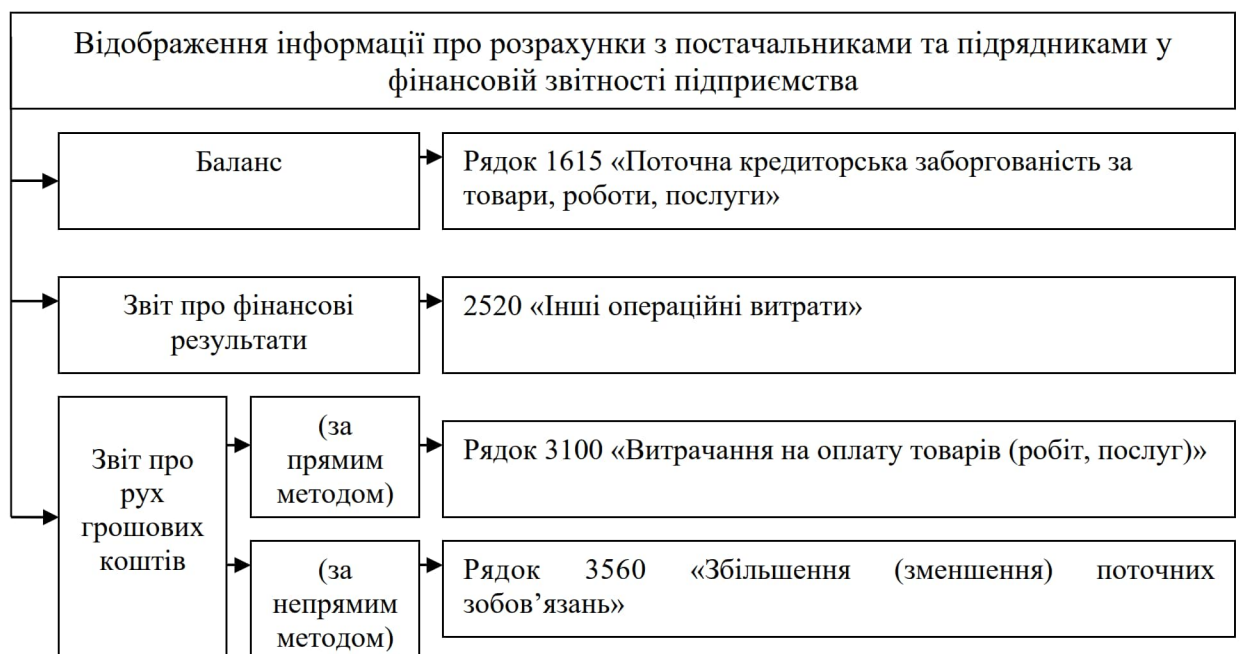 Відображення інформації про розрахунки з постачальниками та підрядниками у
фінансовій звітності підприємства
Баланс
Рядок 1615 «Поточна кредиторська заборгованість за
товари, роботи, послуги»
Звіт про фінансові
результати
2520 «Інші операційні витрати»
Звіт про
рух
грошових
коштів
(за
прямим
методом)
Рядок 3100 «Витрачання на оплату товарів (робіт, послуг)»
(за
непрямим
методом)
Рядок 3560 «Збільшення (зменшення) поточних
зобов’язань»